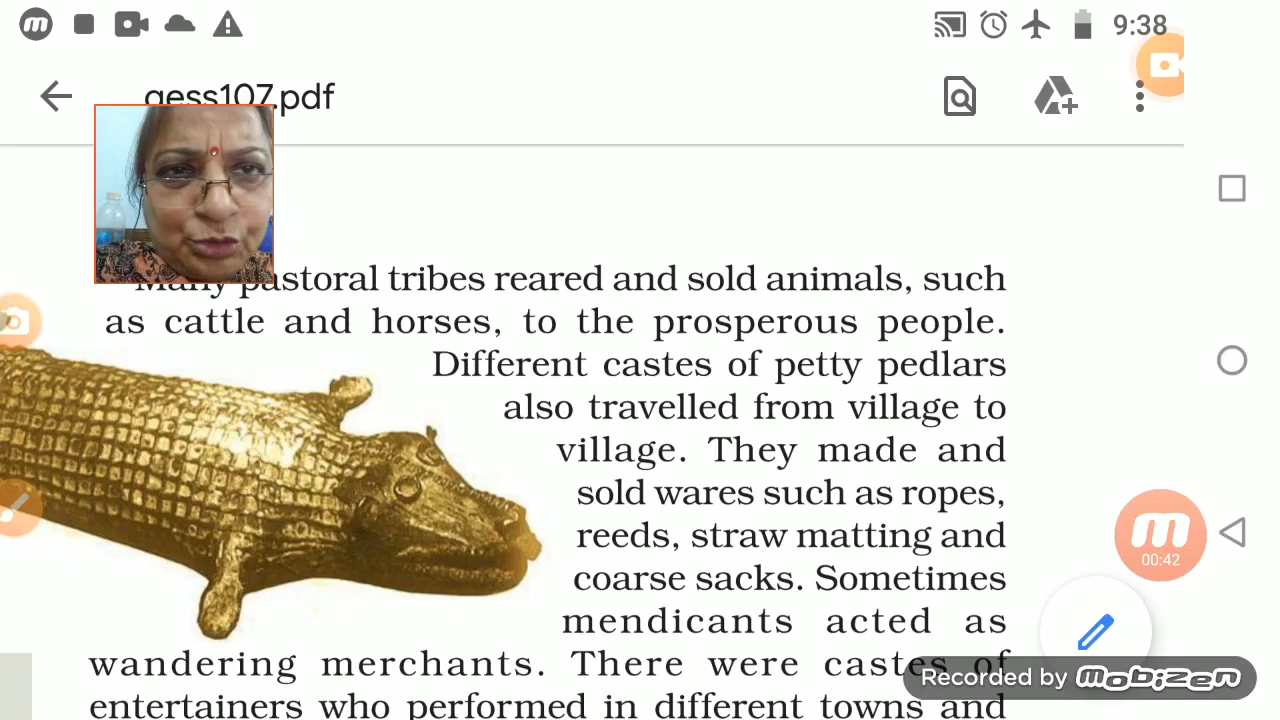 9:38
gess107.pdf
Many pastoral tribes reared and sold animals, such
as cattle and horses, to the prosperous people.
Different castes of petty pedlars
also travelled from village to
village. They made and
sold wares such as ropes,
reeds, straw matting and
coarse sacks. Sometimes
mendicants acted as
wandering merchants. There were castes of
entertainers who performed in different towns and
m
00:42
Recorded by mobizen